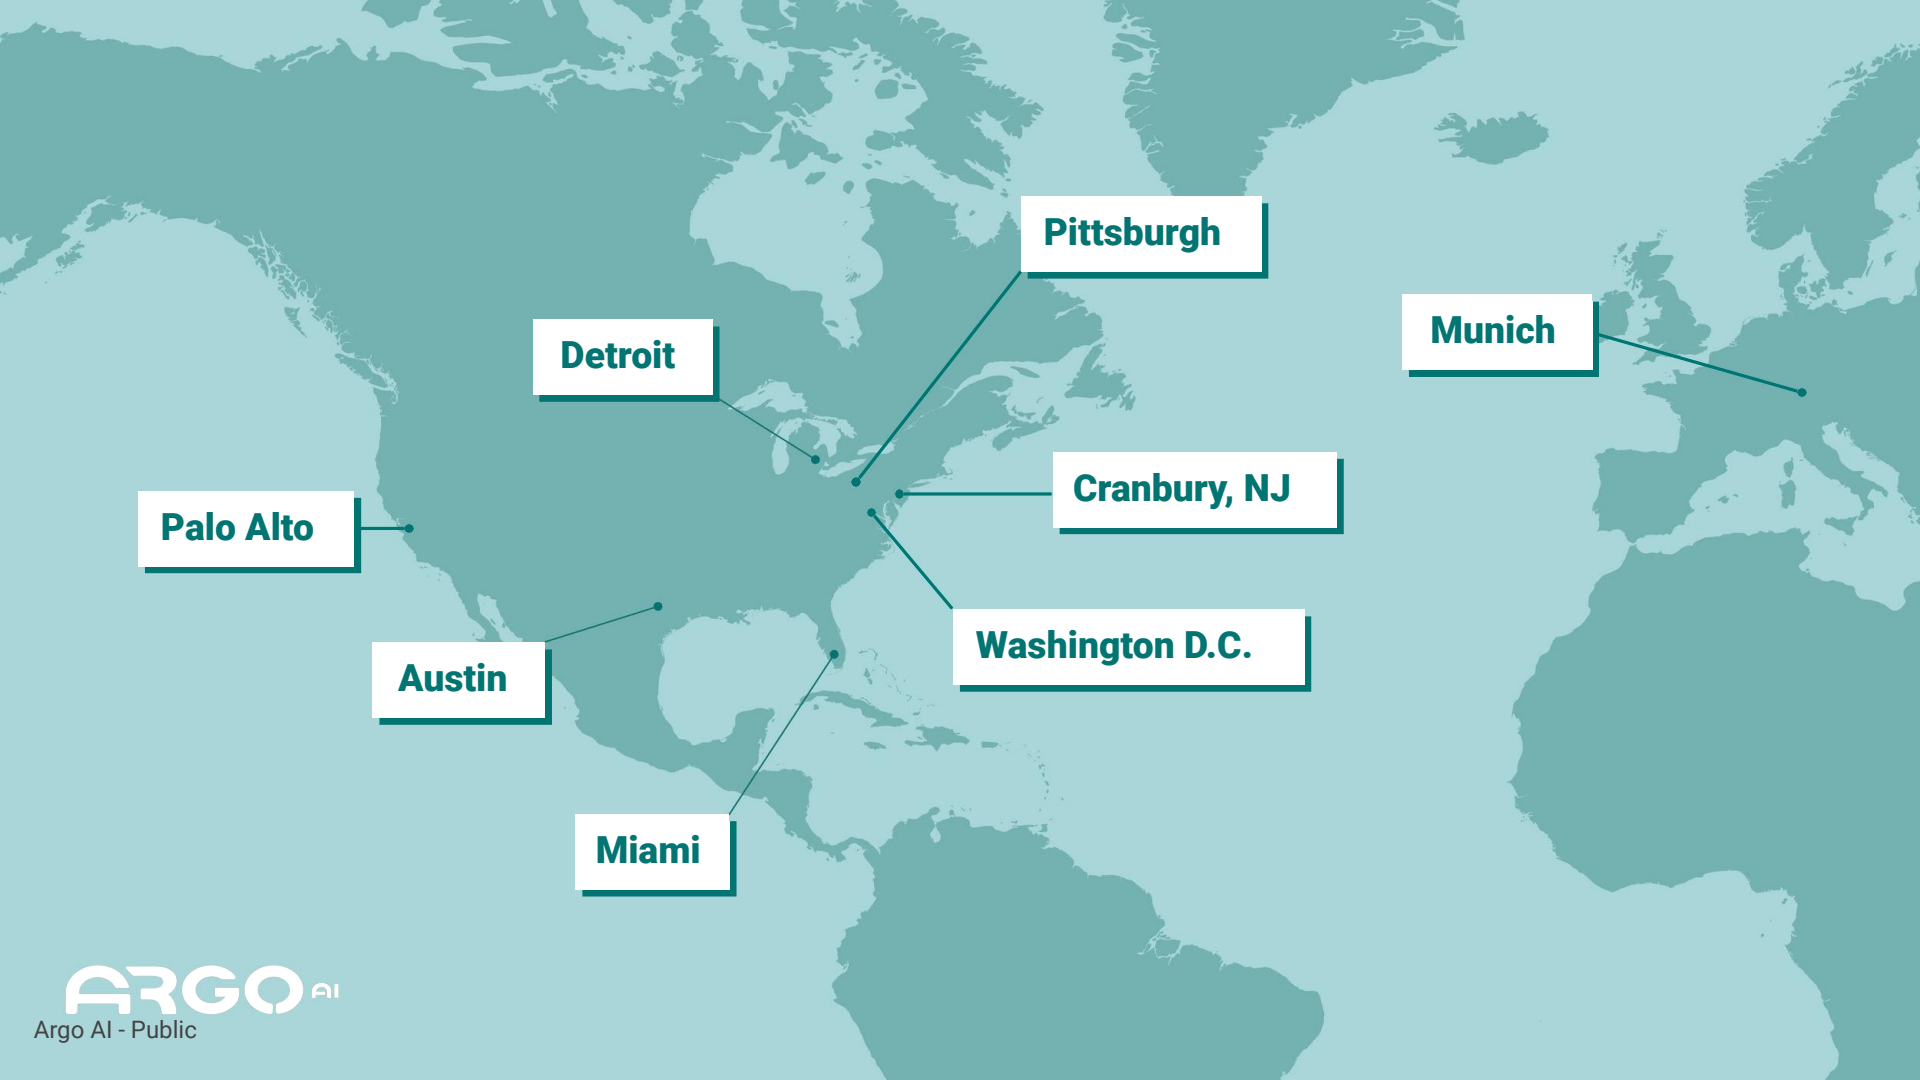 Pittsburgh
Munich
Detroit
Cranbury, NJ
Palo Alto
Washington D.C.
Austin
Miami
ARGO AI
Argo AI - Public